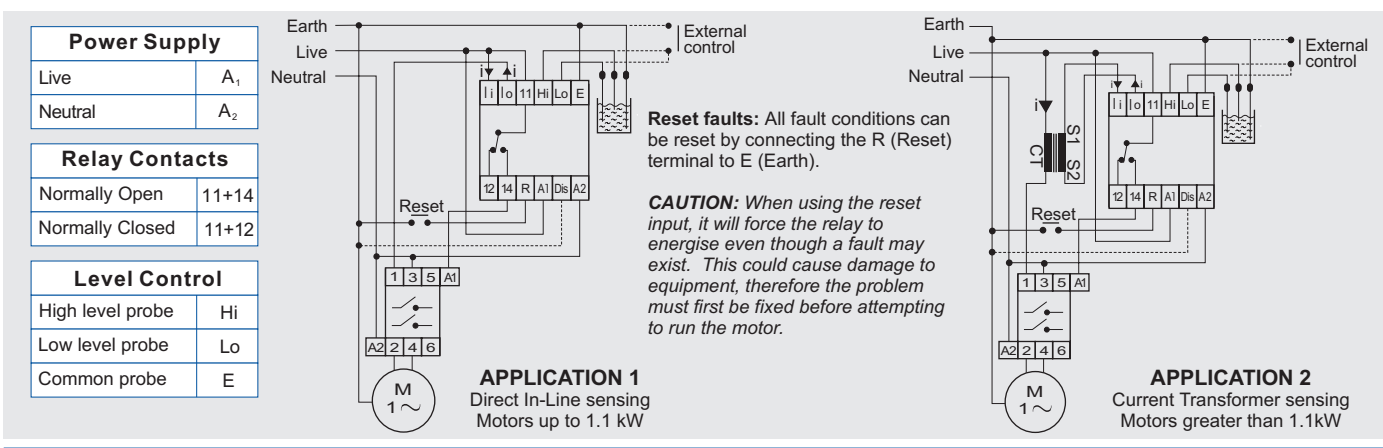 Power Supply
Live A₁
Neutral A₂
Relay Contacts
Normally Open 11+14
Normally Closed 11+12
Level Control
High level probe Hi
Low level probe Lo
Common probe E
Earth
Live
Neutral
External
control
i i
Ii Io 11 Hi Lo E
12 14 R A1 Dis A2
Reset
1 3 5 A1
A2 2 4 6
M
1~
APPLICATION 1
Direct In-Line sensing
Motors up to 1.1 kW
Reset faults: All fault conditions can
be reset by connecting the R (Reset)
terminal to E (Earth).
CAUTION: When using the reset
input, it will force the relay to
energise even though a fault may
exist. This could cause damage to
equipment, therefore the problem
must first be fixed before attempting
to run the motor.
Earth
Live
Neutral
External
control
i i
i
S1 S2
CT
Ii Io 11 Hi Lo E
12 14 R A1 Dis A2
Reset
1 3 5 A1
A2 2 4 6
M
1~
APPLICATION 2
Current Transformer sensing
Motors greater than 1.1kW